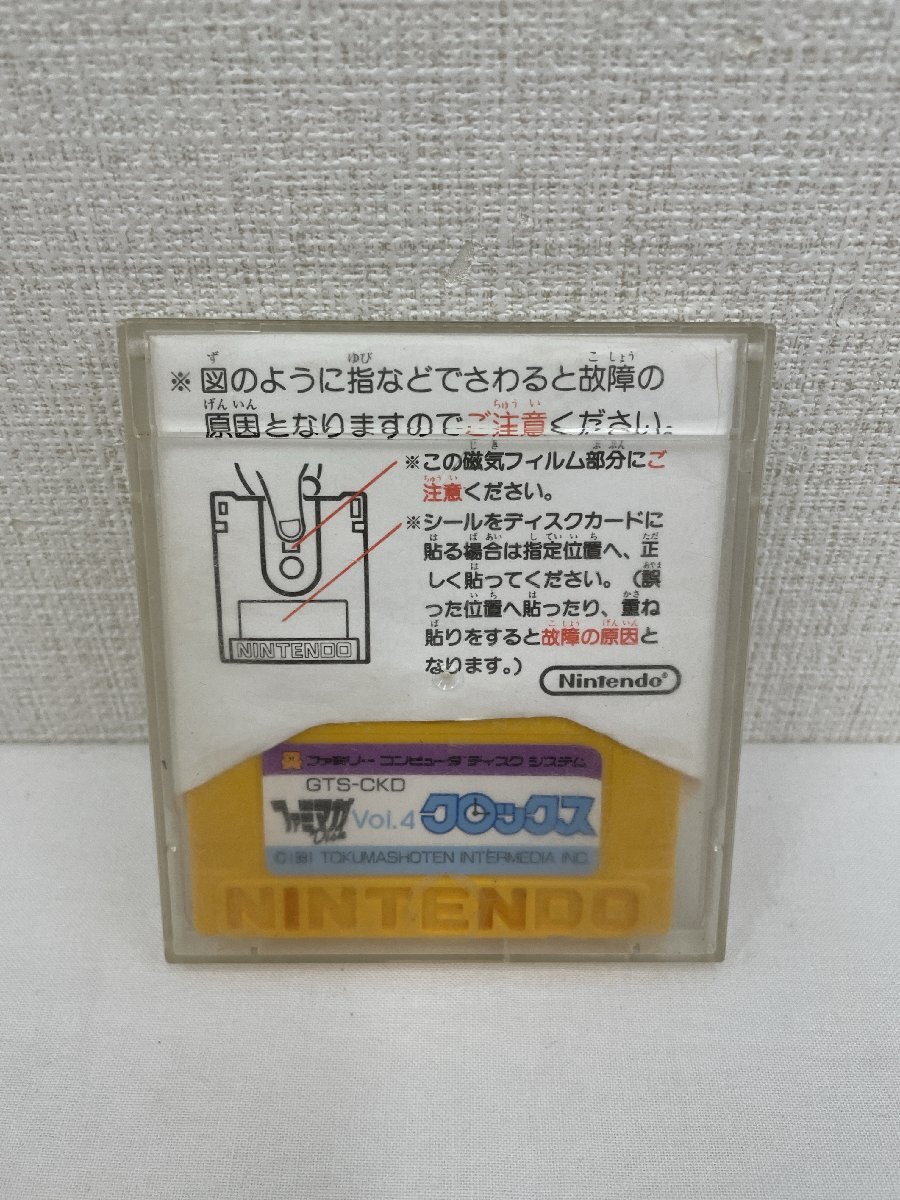 ※図のように指などでさわると故障の
原因となりますのでご注意ください。
※この磁気フィルム部分にご
注意ください。
※シールをディスクカードに
貼る場合は指定位置へ、正
しく貼ってください。(誤
った位置へ貼ったり、重ね
貼りをすると故障の原因と
なります。)
NINTENDO
Nintendo®
ファミリー コンピュータ ディスク システム
GTS-CKD
ファミマガ Disk Vol.4 クロックス
©1991 TOKUMASHOTEN INTERMEDIA INC.
NINTENDO